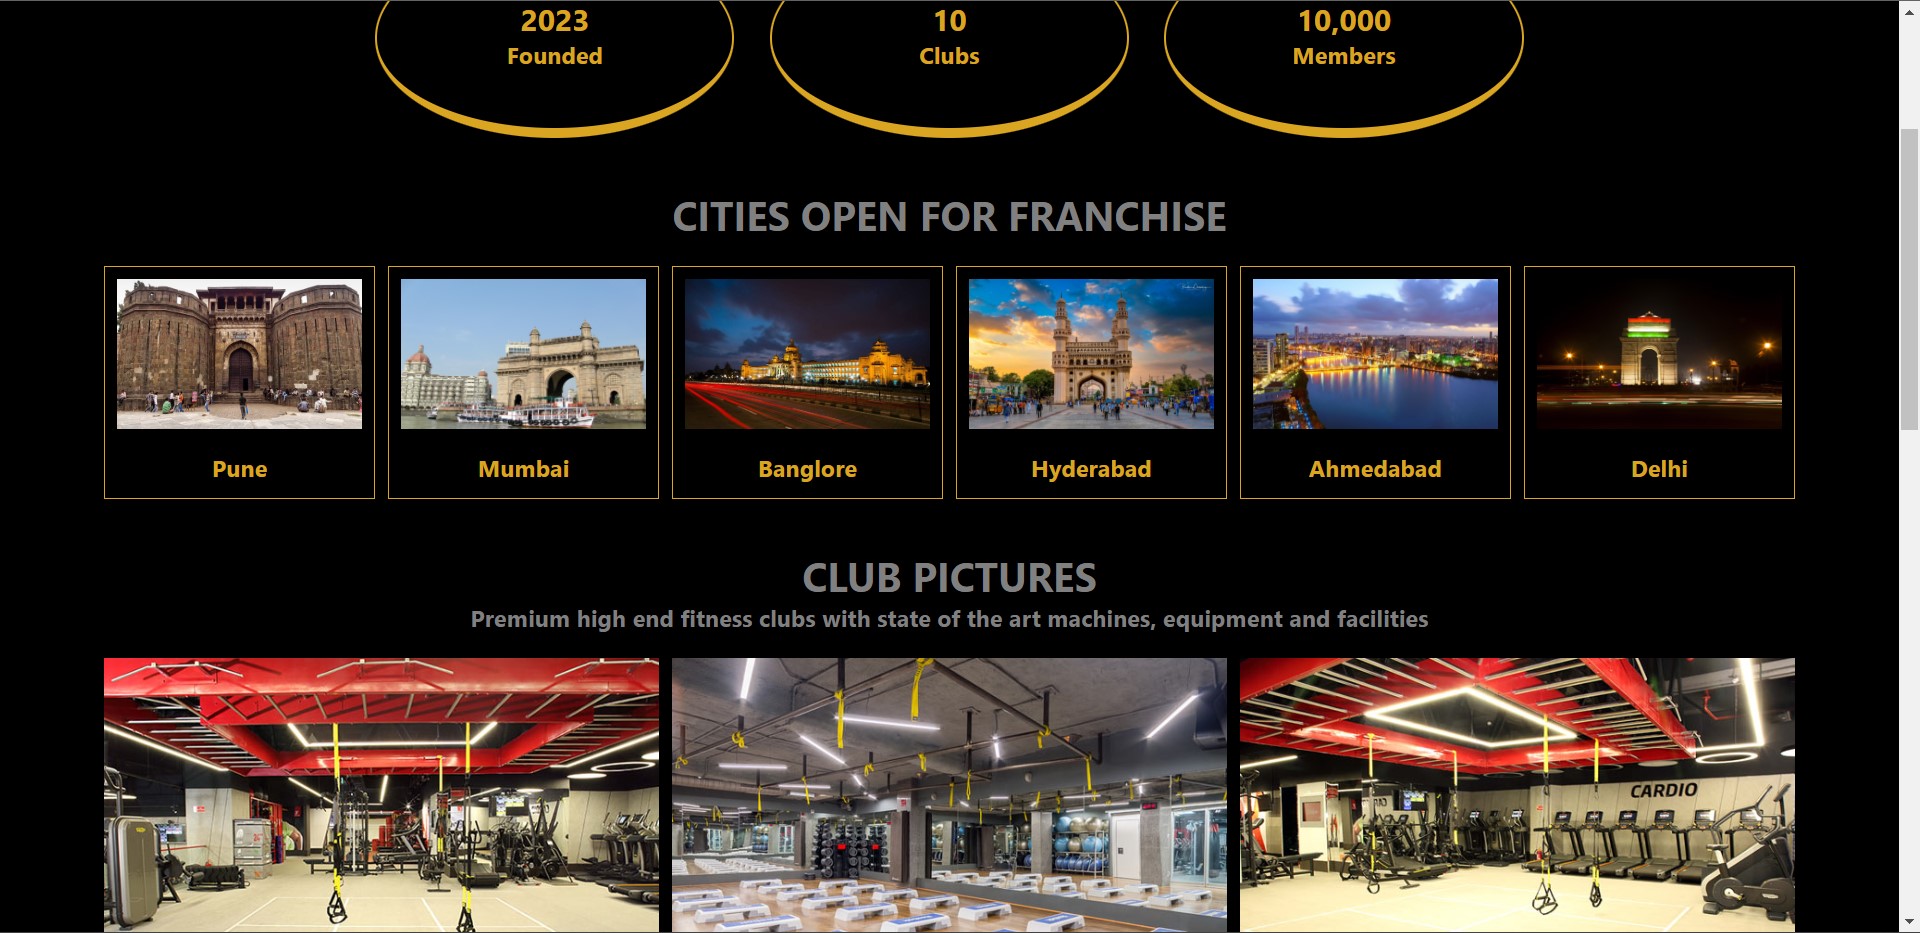 2023
Founded
10
Clubs
10,000
Members
CITIES OPEN FOR FRANCHISE
Pune
Mumbai
Banglore
Hyderabad
Ahmedabad
Delhi
CLUB PICTURES
Premium high end fitness clubs with state of the art machines, equipment and facilities
CARDIO